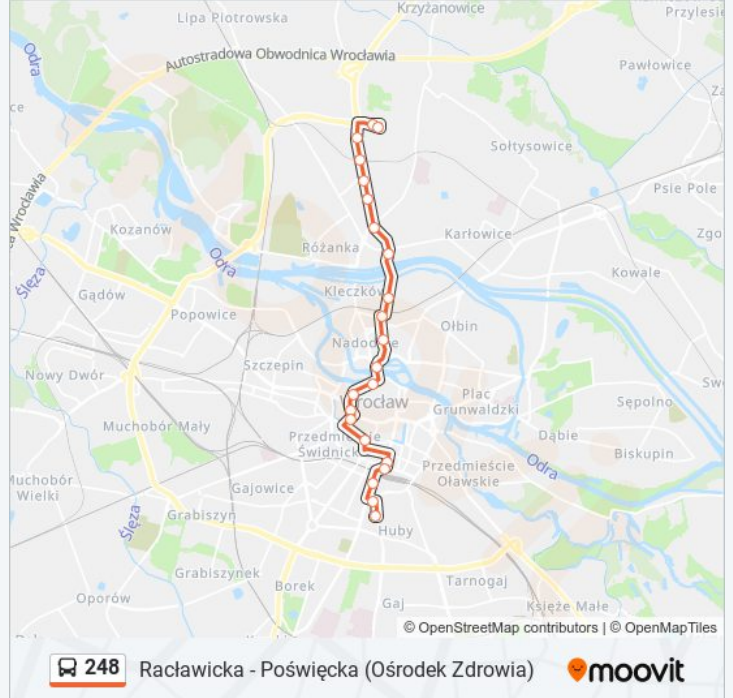 Krzyżanowice
Lipa Piotrowska
Przylesie
Odra
Autostradowa Obwodnica Wrocławia
Pawłowice
Sołtysowice
Psie Pole
a Wrocławia
Kozanów
Różanka
Karłowice
Zgo
Odra
Kowale
Ślęza
Gądów
Kleczków
Popowice
Ołbin
Nadodrze
Szczepin
Nowy Dwór
Plac
Grunwaldzki
Sępolno
Wrocław
Muchobór Mały
Dąbie
Przedmieście
Świdnickie
Biskupin
Przedmieście
Oławskie
Odra
Muchobór
Wielki
Gajowice
Grabiszyn
Ślęza
Huby
Grabiszynek
Borek
Tarnogaj
Oporów
Gaj
Księże Małe
© OpenStreetMap contributors | © OpenMapTiles
248 Racławicka - Poświęcka (Ośrodek Zdrowia) moovit